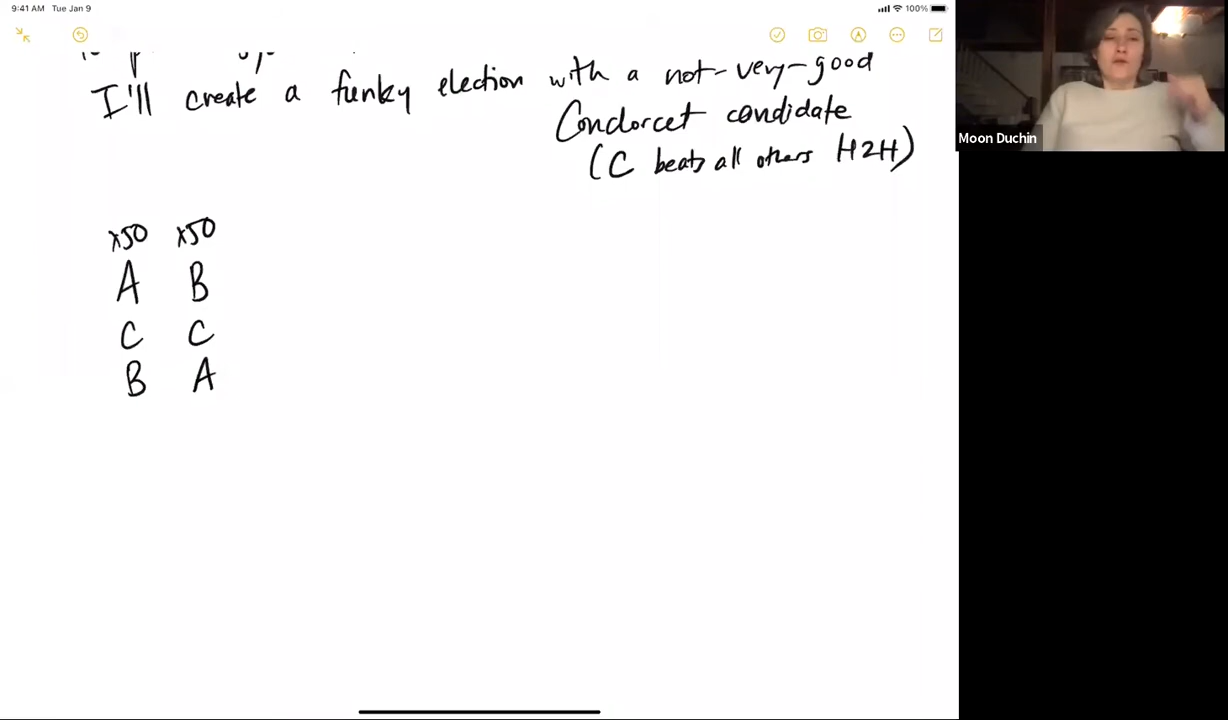 9:41 AM Tue Jan 9
100%
I'll create a funky election with a not-very-good
Condorcet candidate
(C beats all others H2H)
Moon Duchin
x50 x50
A B
C C
B A